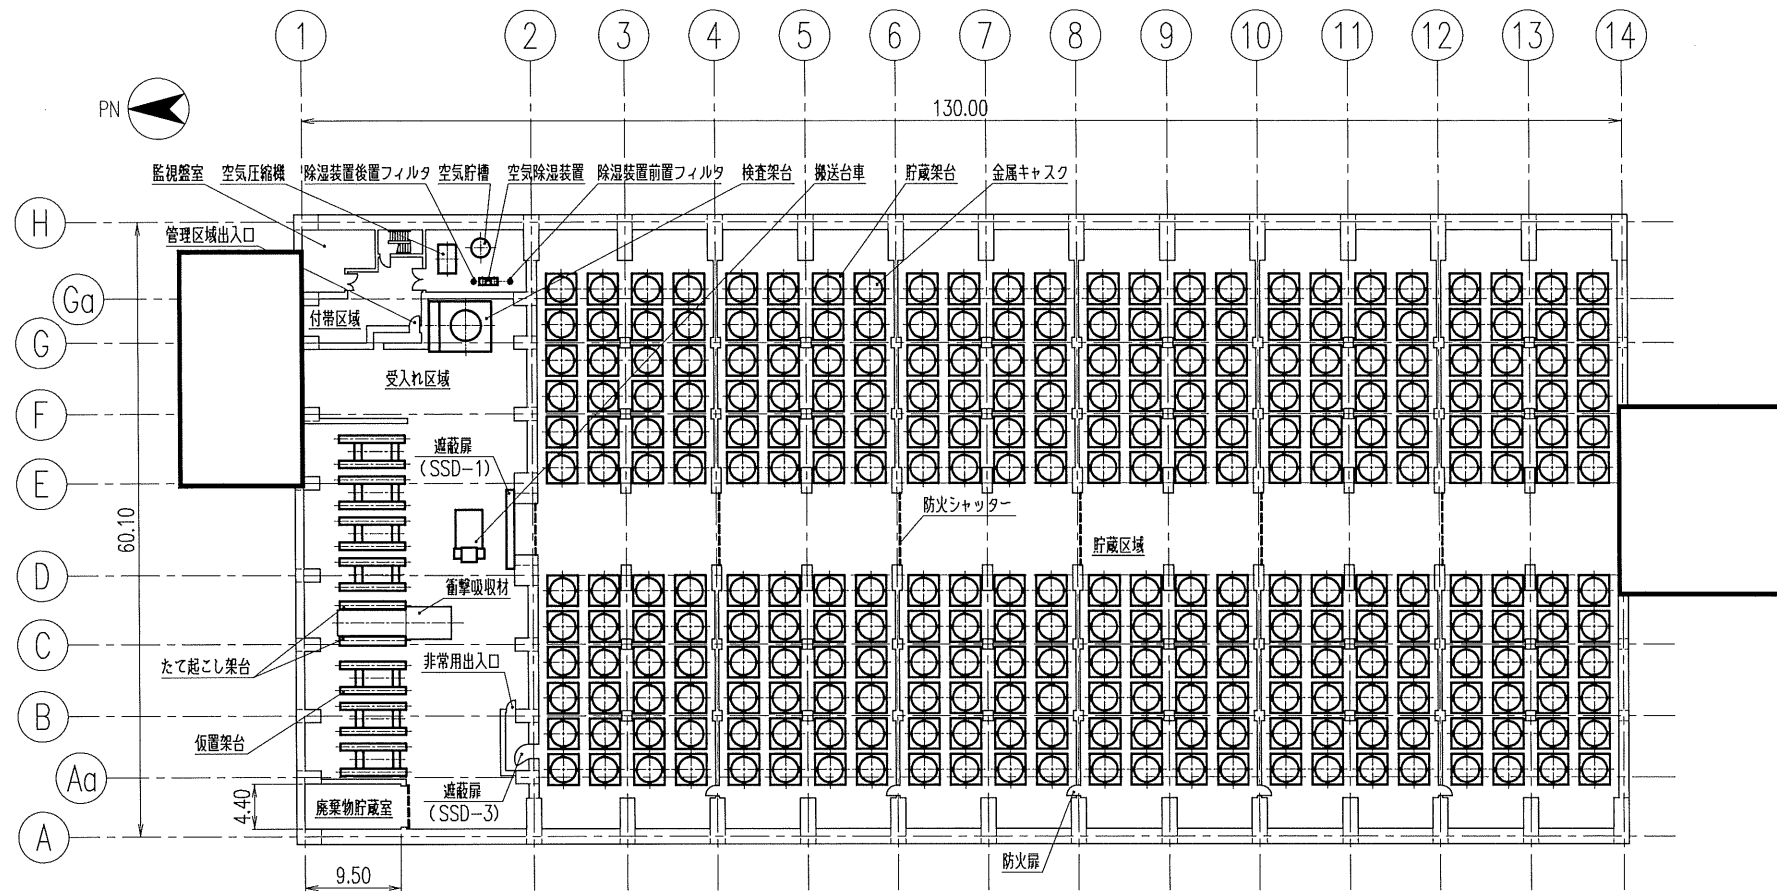 1 2 3 4 5 6 7 8 9 10 11 12 13 14
PN
130.00
監視盤室 空気圧縮機 除湿装置後置フィルタ 空気貯槽 空気除湿装置 除湿装置前置フィルタ 検査架台 搬送台車 貯蔵架台 金属キャスク
H
管理区域出入口
Ga
付帯区域
G
受入れ区域
F
遮蔽扉
(SSD-1)
E
防火シャッター
60.10
貯蔵区域
D
衝撃吸収材
C
たて起こし架台
非常用出入口
B
仮置架台
Aa
遮蔽扉
(SSD-3)
4.40
廃棄物貯蔵室
A
防火扉
9.50